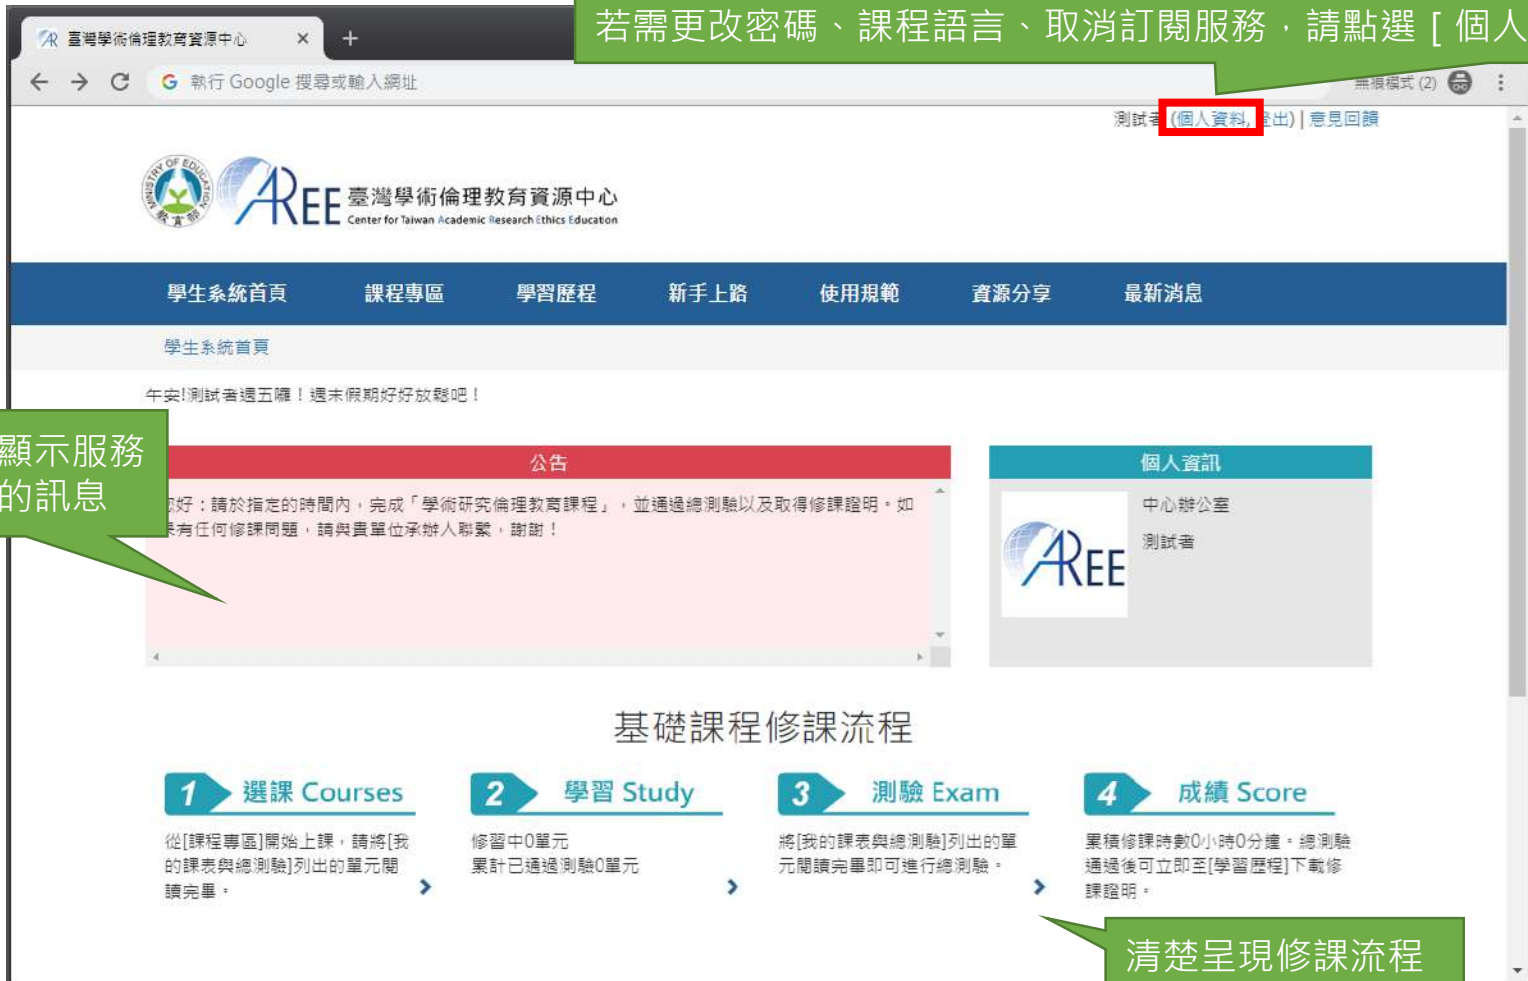 若需更改密碼、課程語言、取消訂閱服務，請點選 [ 個人
臺灣學術倫理教育資源中心
執行 Google 搜尋或輸入網址
無痕模式 (2)
測試者 (個人資料, 登出) | 意見回饋
MINISTRY OF EDUCATION
教育部
AREE 臺灣學術倫理教育資源中心
Center for Taiwan Academic Research Ethics Education
學生系統首頁 課程專區 學習歷程 新手上路 使用規範 資源分享 最新消息
學生系統首頁
午安!測試者週五囉！週末假期好好放鬆吧！
顯示服務
的訊息
公告
您好：請於指定的時間內，完成「學術研究倫理教育課程」，並通過總測驗以及取得修課證明。如
果有任何修課問題，請與貴單位承辦人聯繫，謝謝！
個人資訊
AREE
中心辦公室
測試者
基礎課程修課流程
1 選課 Courses
從[課程專區]開始上課，請將[我
的課表與總測驗]列出的單元閱
讀完畢。
2 學習 Study
修習中0單元
累計已通過測驗0單元
3 測驗 Exam
將[我的課表與總測驗]列出的單
元閱讀完畢即可進行總測驗。
4 成績 Score
累積修課時數0小時0分鐘。總測驗
通過後可立即至[學習歷程]下載修
課證明。
清楚呈現修課流程